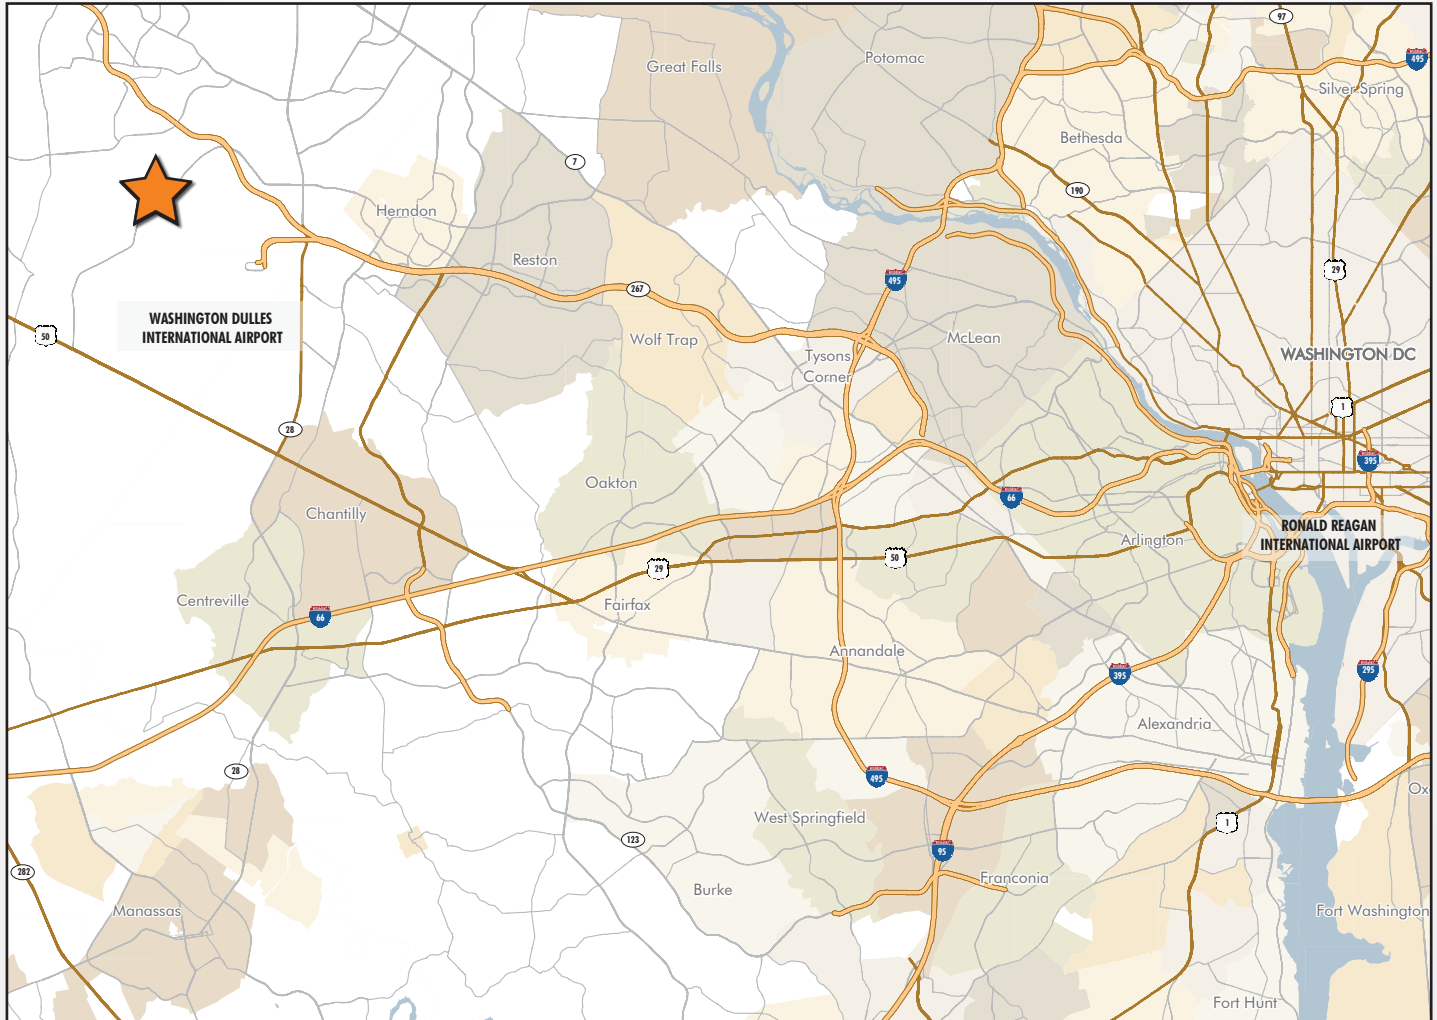 97
495
Potomac
Great Falls
Silver Spring
Bethesda
7
190
Herndon
Reston
29
495
267
WASHINGTON DULLES
INTERNATIONAL AIRPORT
50
Wolf Trap
McLean
Tysons
Corner
WASHINGTON DC
1
28
395
Oakton
66
Chantilly
RONALD REAGAN
INTERNATIONAL AIRPORT
Arlington
50
29
Centreville
Fairfax
66
Annandale
395
295
Alexandria
28
495
Ox
West Springfield
1
123
95
282
Franconia
Burke
Manassas
Fort Washington
Fort Hunt